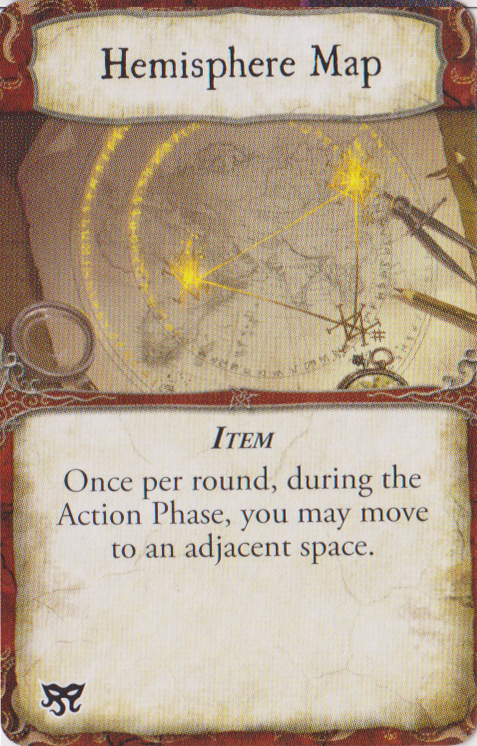 Hemisphere Map
ITEM
Once per round, during the
Action Phase, you may move
to an adjacent space.